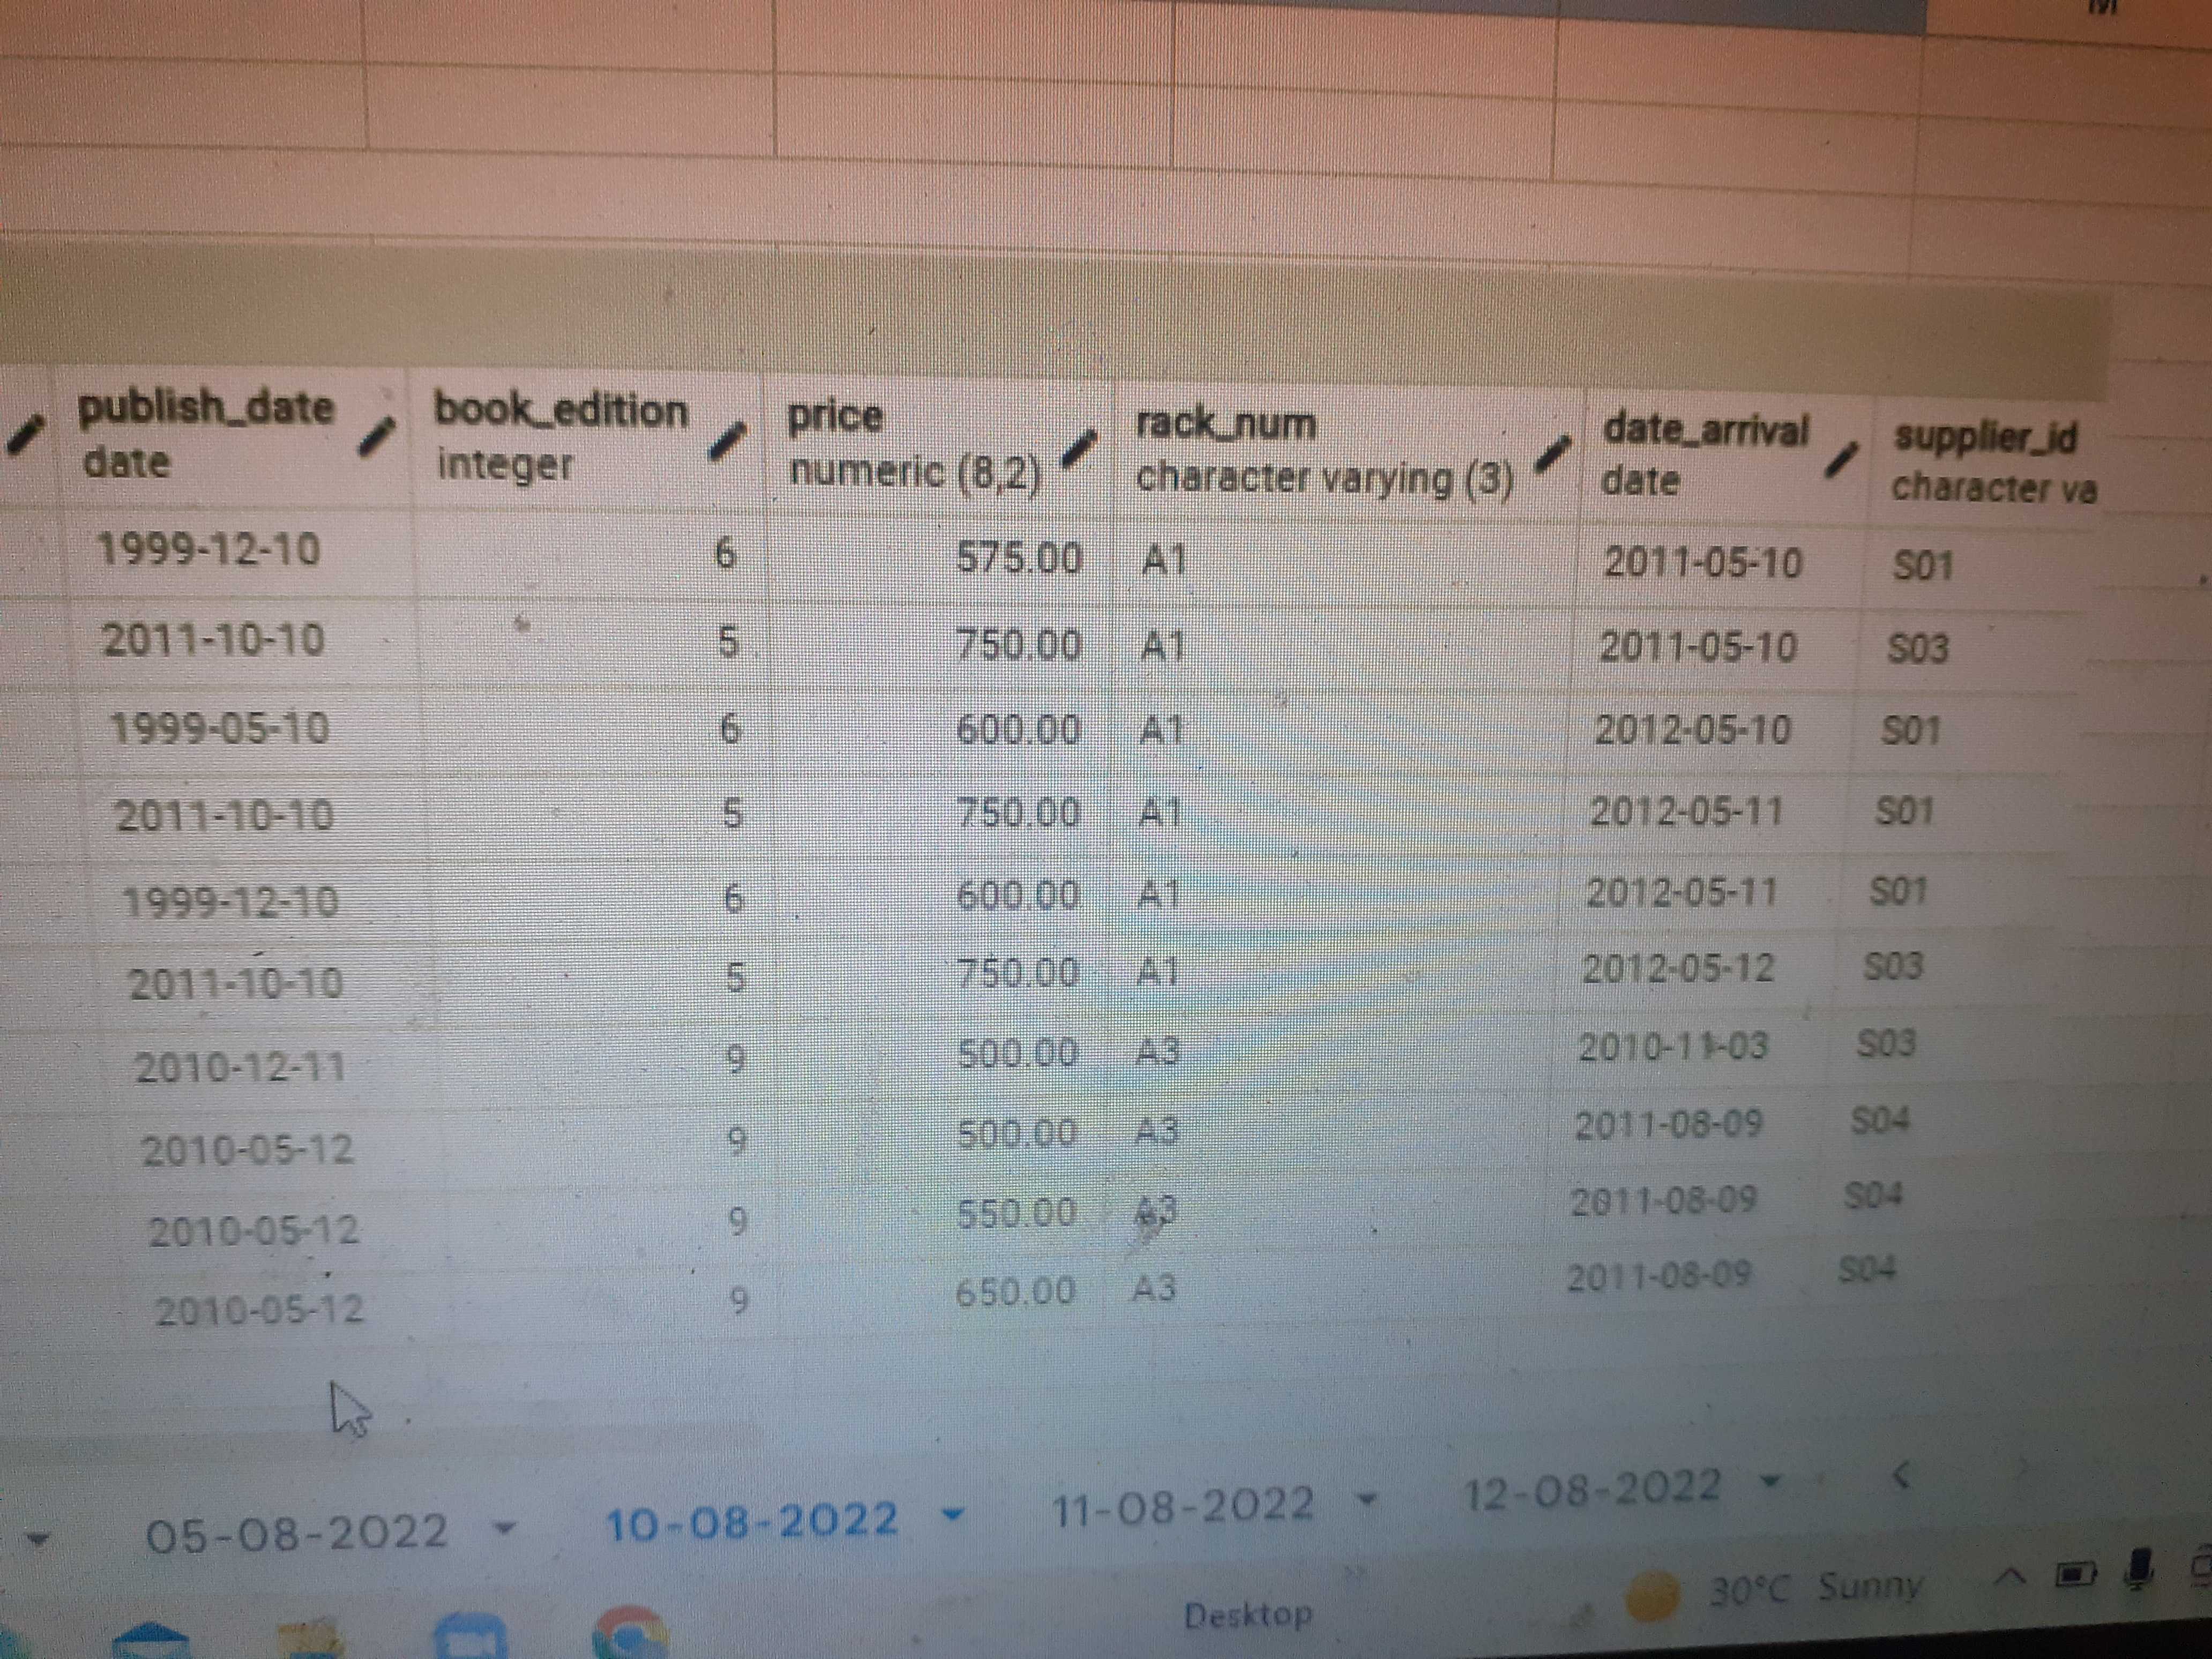 publish_date book_edition price rack_num date_arrival supplier_id
date integer numeric (8,2) character varying (3) date character va
1999-12-10 6 575.00 A1 2011-05-10 S01
2011-10-10 5 750.00 A1 2011-05-10 S03
1999-05-10 6 600.00 A1 2012-05-10 S01
2011-10-10 5 750.00 A1 2012-05-11 S01
1999-12-10 6 600.00 A1 2012-05-11 S01
2011-10-10 5 750.00 A1 2012-05-12 S03
2010-12-11 9 500.00 A3 2010-11-03 S03
2010-05-12 9 500.00 A3 2011-08-09 S04
2010-05-12 9 550.00 A3 2011-08-09 S04
2010-05-12 9 650.00 A3 2011-08-09 S04
05-08-2022 10-08-2022 11-08-2022 12-08-2022
Desktop 30°C Sunny